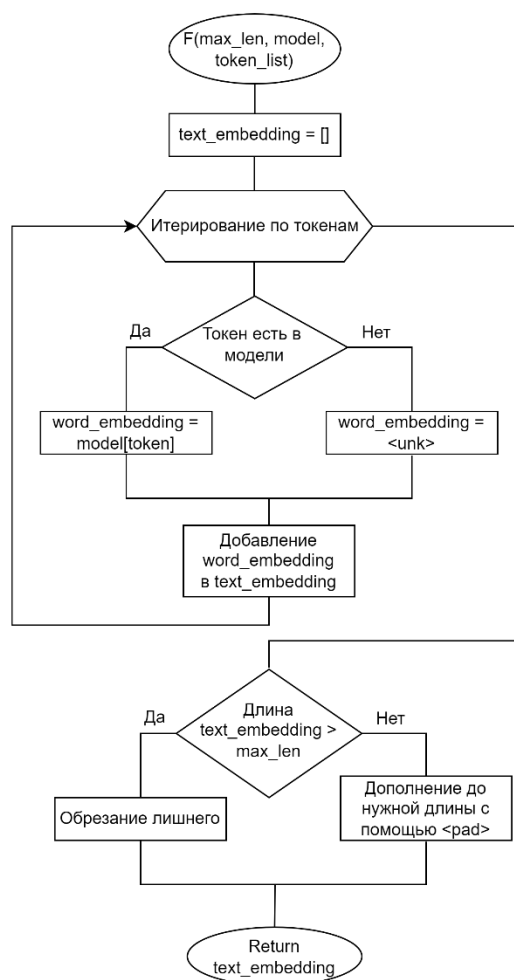 F(max_len, model,
token_list)
text_embedding = []
Итерирование по токенам
Да
Токен есть в
модели
Нет
word_embedding =
model[token]
word_embedding =
<unk>
Добавление
word_embedding
в text_embedding
Да
Длина
text_embedding >
max_len
Нет
Обрезание лишнего
Дополнение до
нужной длины с
помощью <pad>
Return
text_embedding